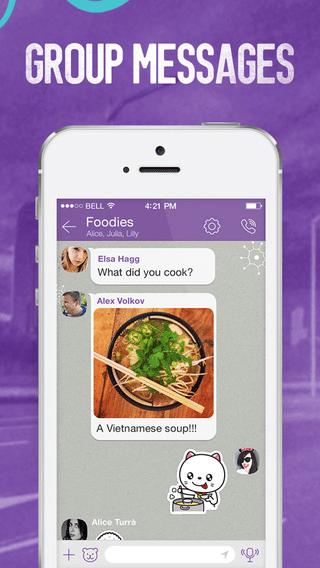 GROUP MESSAGES
BELL 4:21 PM
Foodies
Alice, Julia, Lilly
Elsa Hagg
What did you cook?
Alex Volkov
A Vietnamese soup!!!
Alice Turrà